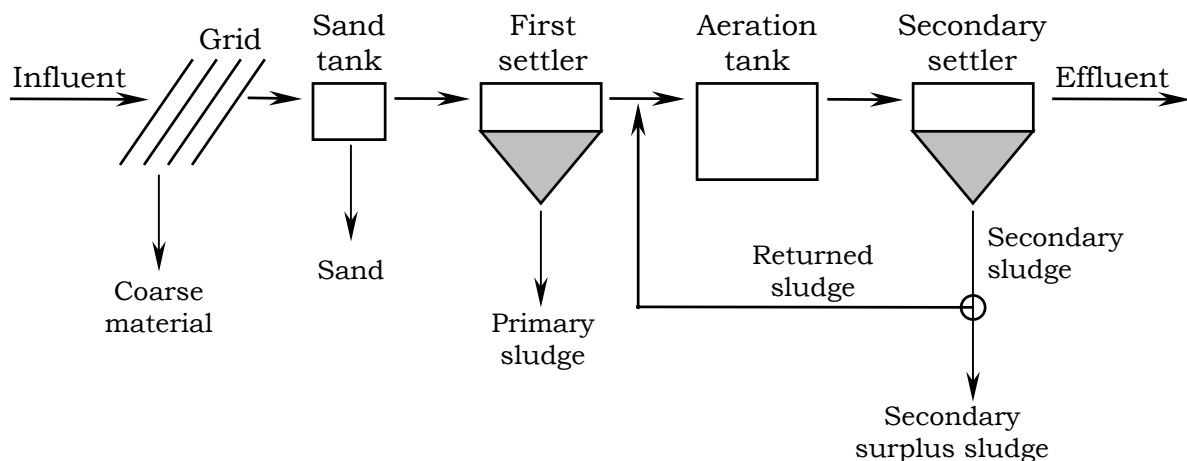 Influent
Grid
Sand
tank
First
settler
Aeration
tank
Secondary
settler
Effluent
Coarse
material
Sand
Primary
sludge
Returned
sludge
Secondary
sludge
Secondary
surplus sludge